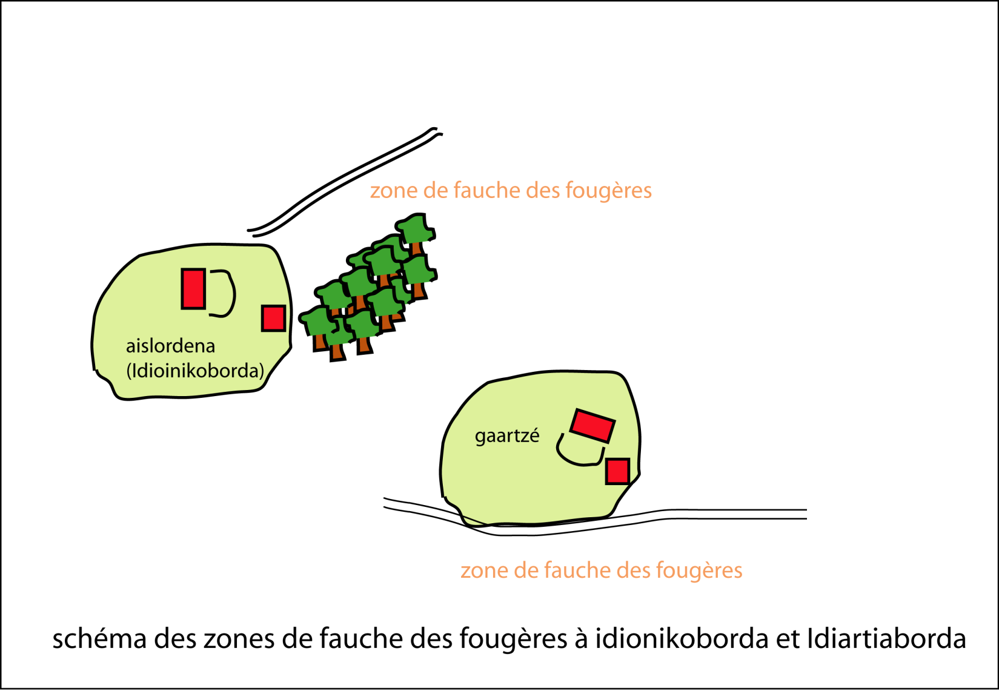 zone de fauche des fougères
aislordena
(Idioinikoborda)
gaartzé
zone de fauche des fougères
schéma des zones de fauche des fougères à idionikoborda et Idiartiaborda